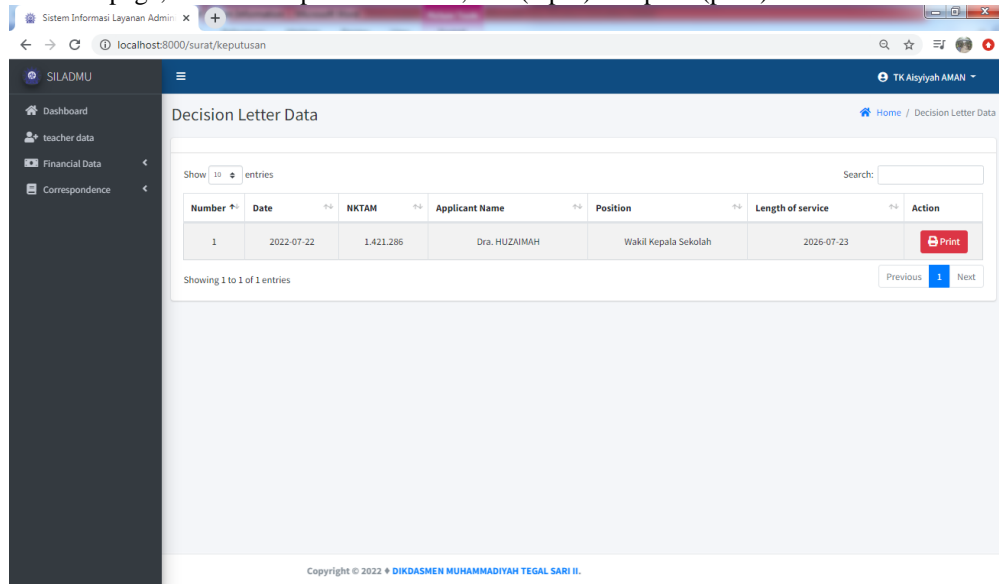 Sistem Informasi Layanan Admin
localhost:8000/surat/keputusan
SILADMU
TK Aisyiyah AMAN
Dashboard
teacher data
Financial Data
Correspondence
Decision Letter Data
Home / Decision Letter Data
Show 10 entries
Search:
Number Date NKTAM Applicant Name Position Length of service Action
1 2022-07-22 1.421.286 Dra. HUZAIMAH Wakil Kepala Sekolah 2026-07-23 Print
Showing 1 to 1 of 1 entries
Previous 1 Next
Copyright © 2022 DIKDASMEN MUHAMMADIYAH TEGAL SARI II.